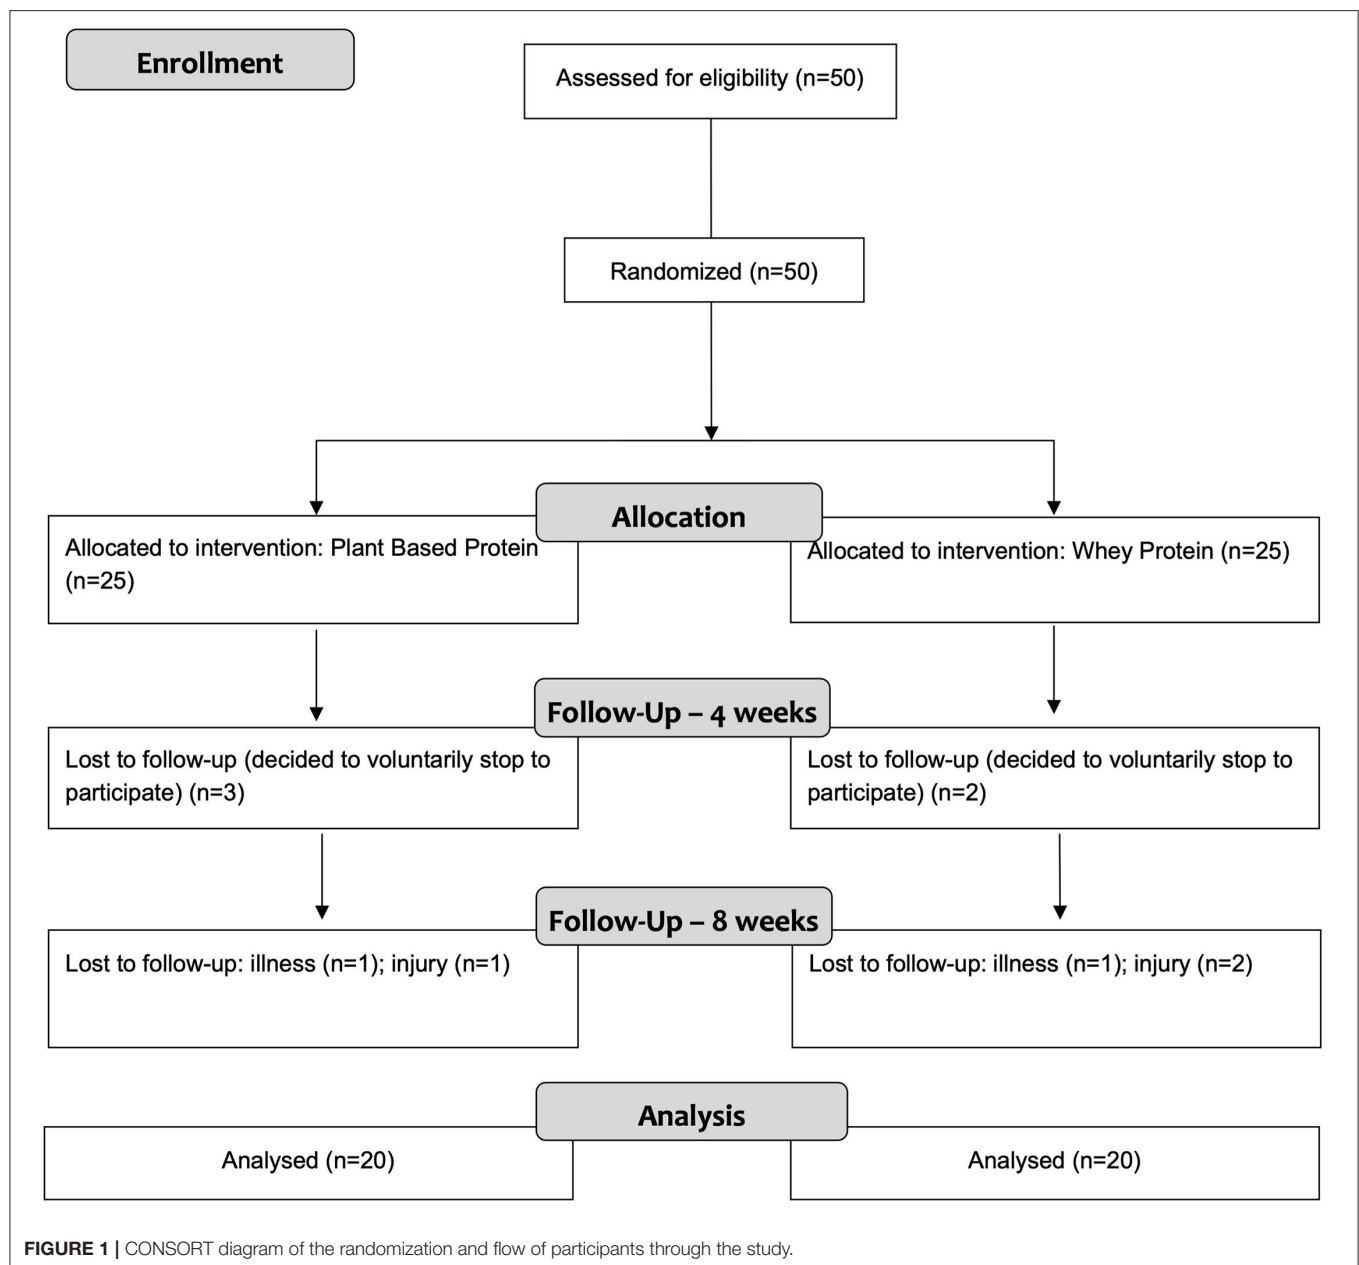 Enrollment
Assessed for eligibility (n=50)
Randomized (n=50)
Allocation
Allocated to intervention: Plant Based Protein
(n=25)
Allocated to intervention: Whey Protein (n=25)
Follow-Up – 4 weeks
Lost to follow-up (decided to voluntarily stop to
participate) (n=3)
Lost to follow-up (decided to voluntarily stop to
participate) (n=2)
Follow-Up – 8 weeks
Lost to follow-up: illness (n=1); injury (n=1)
Lost to follow-up: illness (n=1); injury (n=2)
Analysis
Analysed (n=20)
Analysed (n=20)
FIGURE 1 | CONSORT diagram of the randomization and flow of participants through the study.